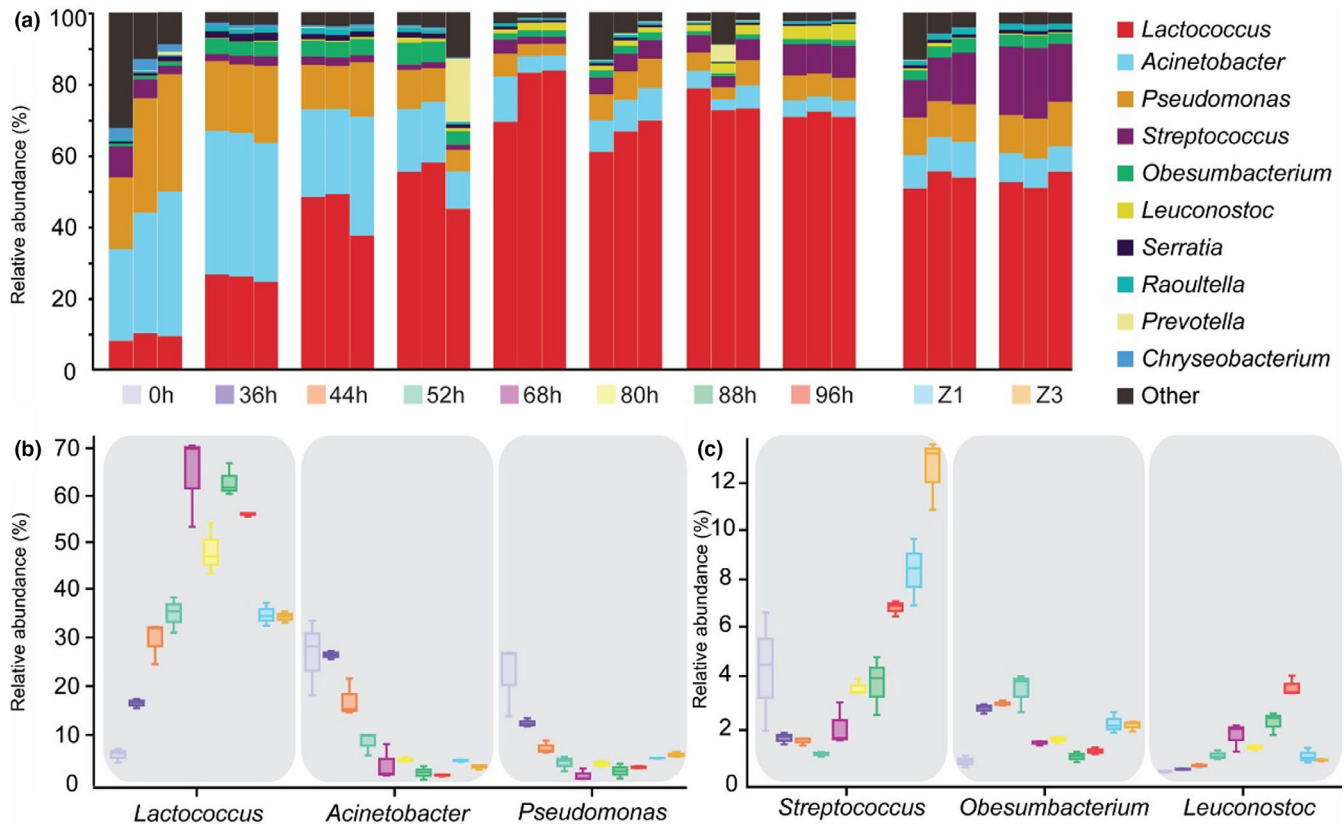 (a)
Relative abundance (%)
100
80
60
40
20
0
Lactococcus
Acinetobacter
Pseudomonas
Streptococcus
Obesumbacterium
Leuconostoc
Serratia
Raoultella
Prevotella
Chryseobacterium
Other
0h 36h 44h 52h 68h 80h 88h 96h Z1 Z3
(b)
Relative abundance (%)
70
60
50
40
30
20
10
0
Lactococcus Acinetobacter Pseudomonas
(c)
Relative abundance (%)
12
10
8
6
4
2
0
Streptococcus Obesumbacterium Leuconostoc